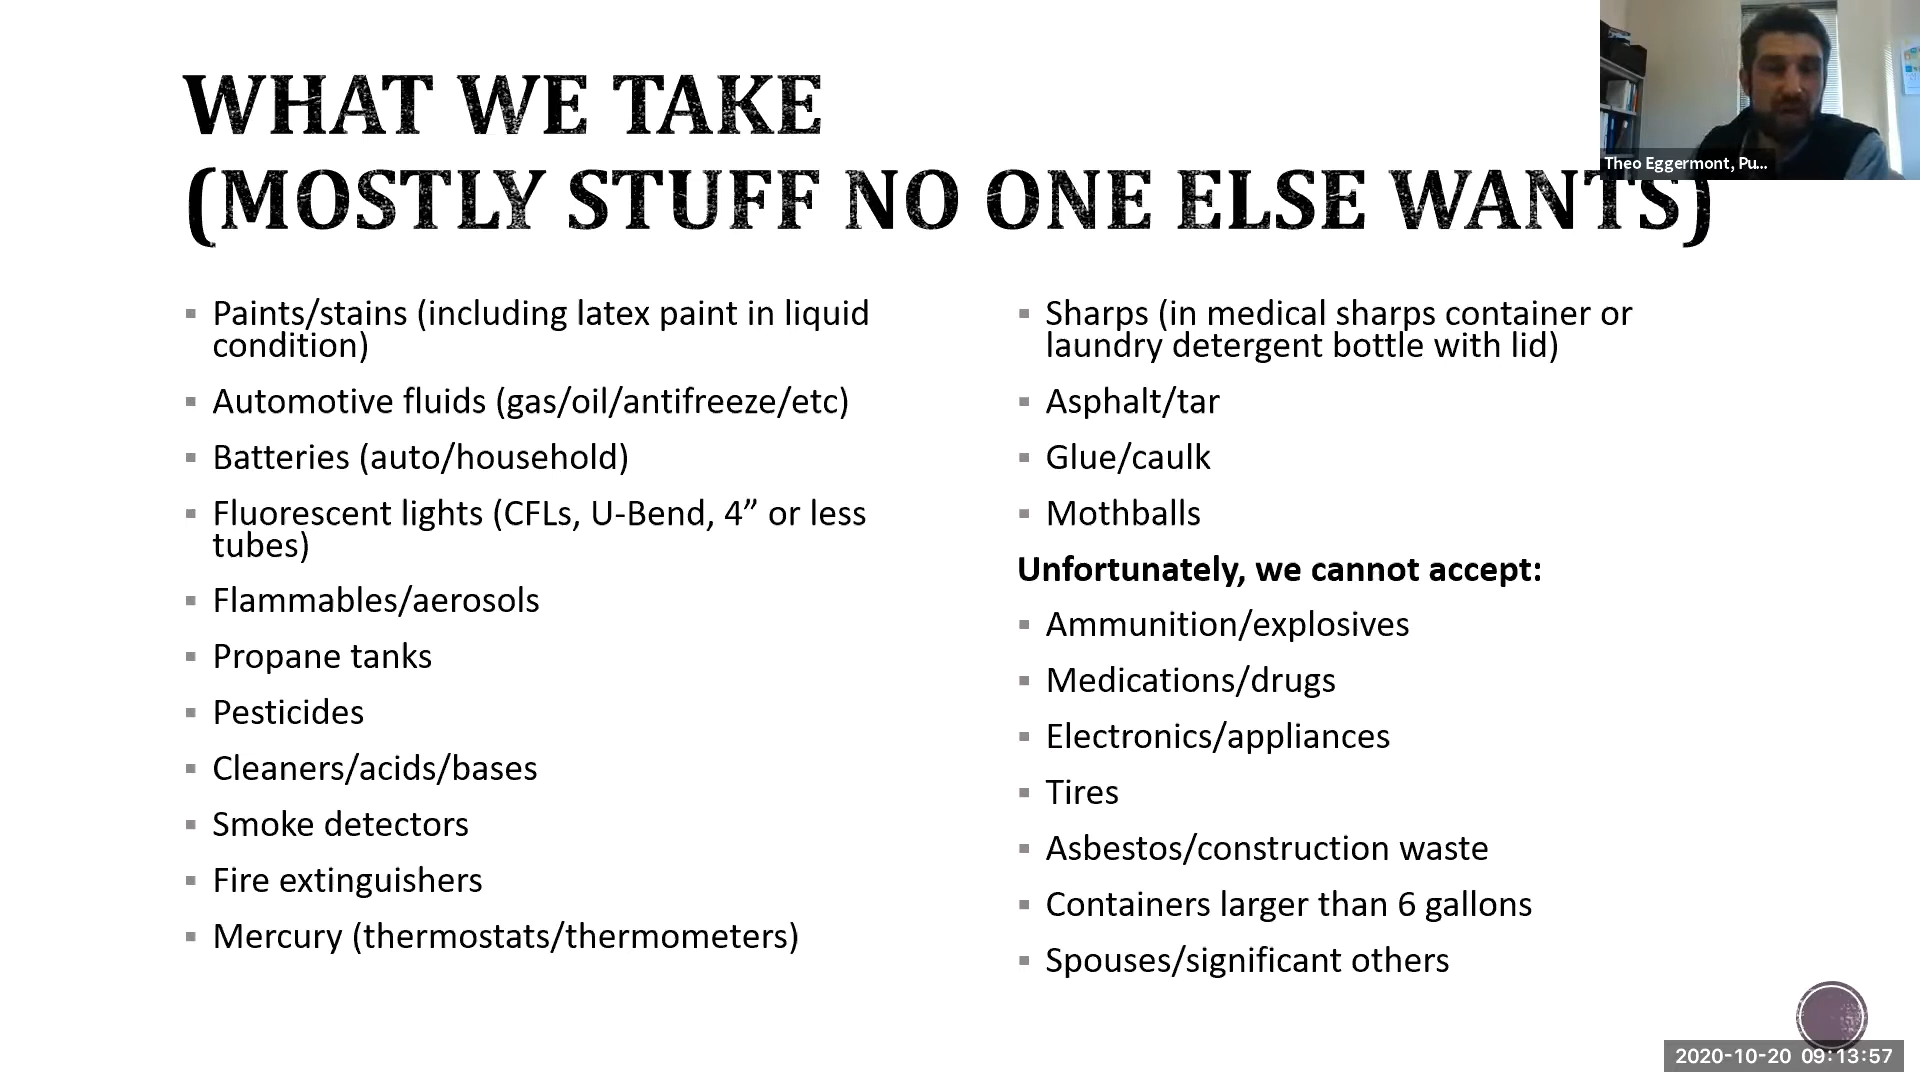 WHAT WE TAKE
(MOSTLY STUFF NO ONE ELSE WANTS)
Theo Eggermont, Pu...
▪ Paints/stains (including latex paint in liquid
condition)
▪ Automotive fluids (gas/oil/antifreeze/etc)
▪ Batteries (auto/household)
▪ Fluorescent lights (CFLs, U-Bend, 4” or less
tubes)
▪ Flammables/aerosols
▪ Propane tanks
▪ Pesticides
▪ Cleaners/acids/bases
▪ Smoke detectors
▪ Fire extinguishers
▪ Mercury (thermostats/thermometers)
▪ Sharps (in medical sharps container or
laundry detergent bottle with lid)
▪ Asphalt/tar
▪ Glue/caulk
▪ Mothballs
Unfortunately, we cannot accept:
▪ Ammunition/explosives
▪ Medications/drugs
▪ Electronics/appliances
▪ Tires
▪ Asbestos/construction waste
▪ Containers larger than 6 gallons
▪ Spouses/significant others
2020-10-20 09:13:57